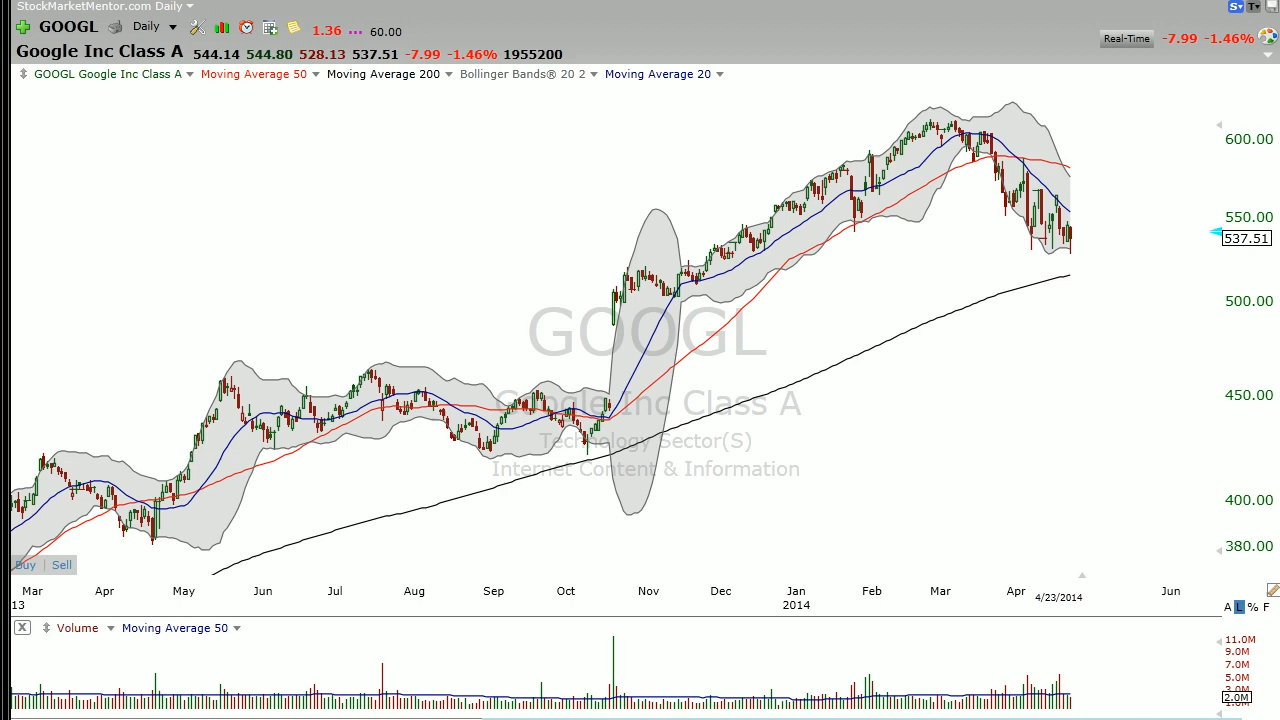 StockMarketMentor.com Daily
GOOGL Daily 1.36 60.00
Real-Time -7.99 -1.46%
Google Inc Class A 544.14 544.80 528.13 537.51 -7.99 -1.46% 1955200
GOOGL Google Inc Class A Moving Average 50 Moving Average 200 Bollinger Bands® 20 2 Moving Average 20
600.00
550.00
537.51
500.00
450.00
400.00
380.00
GOOGL
Google Inc Class A
Technology Sector(S)
Internet Content & Information
Buy Sell
Mar Apr May Jun Jul Aug Sep Oct Nov Dec Jan Feb Mar Apr 4/23/2014 Jun
13 2014
A L % F
X Volume Moving Average 50
11.0M
9.0M
7.0M
5.0M
3.0M
2.0M